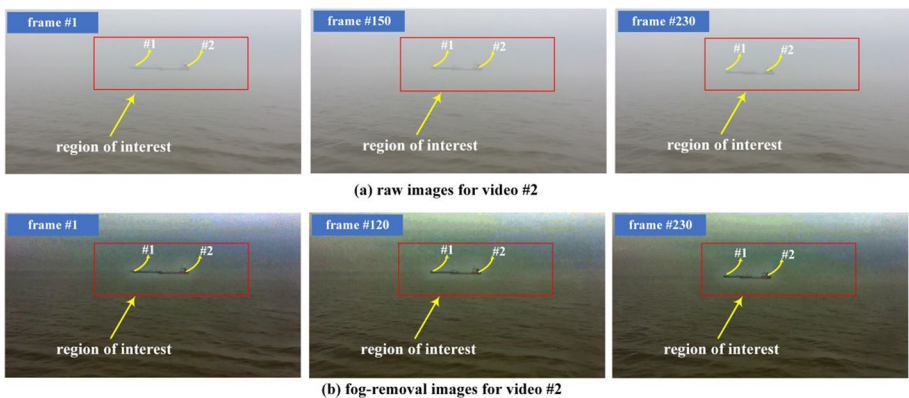 frame #1
#1
#2
region of interest
frame #150
#1
#2
region of interest
frame #230
#1
#2
region of interest
(a) raw images for video #2
frame #1
#1
#2
region of interest
frame #120
#1
#2
region of interest
frame #230
#1
#2
region of interest
(b) fog-removal images for video #2